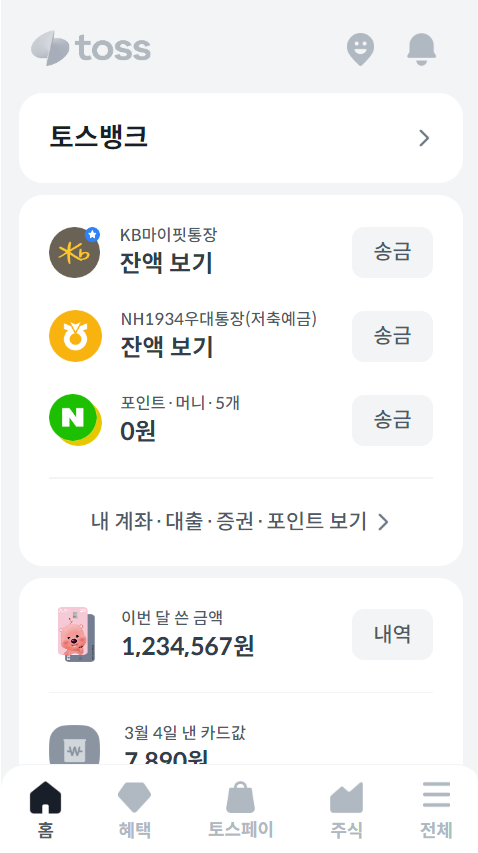 toss
토스뱅크
KB마이핏통장
잔액 보기
송금
NH1934우대통장(저축예금)
잔액 보기
송금
N
포인트·머니·5개
0원
송금
내 계좌·대출·증권·포인트 보기
이번 달 쓴 금액
1,234,567원
내역
3월 4일 낸 카드값
7,890원
홈
혜택
토스페이
주식
전체